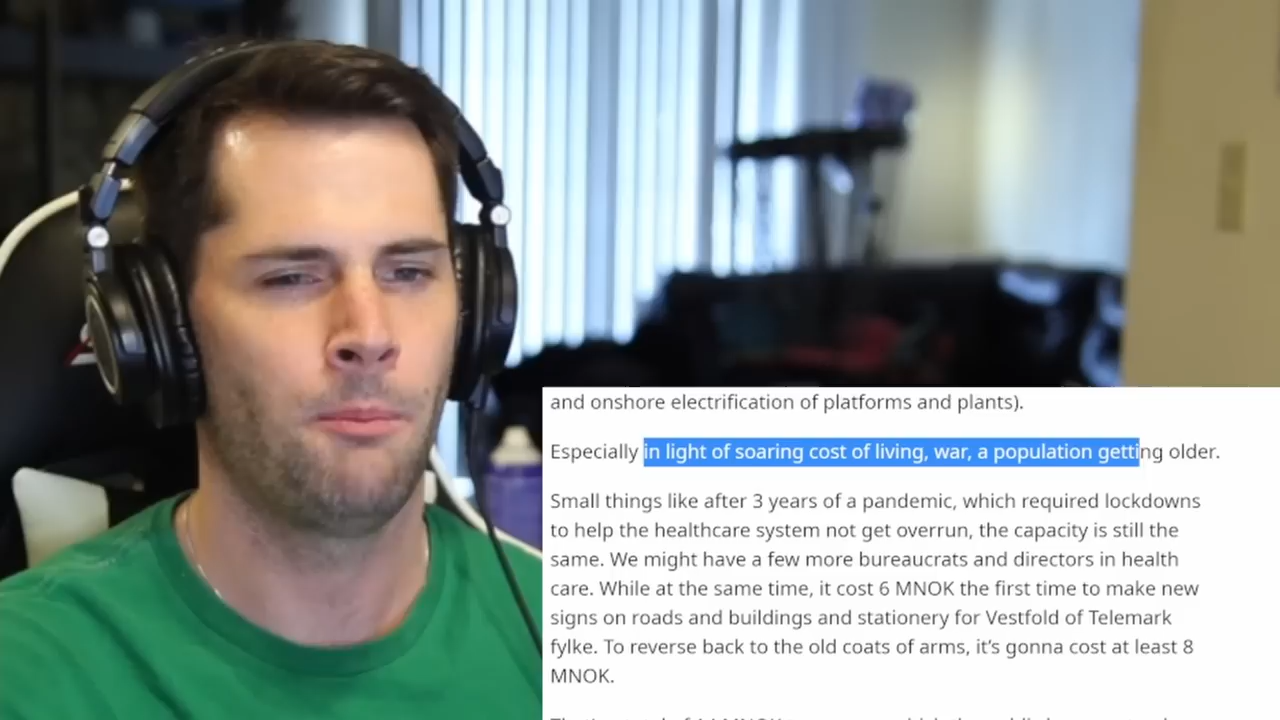 and onshore electrification of platforms and plants).
Especially in light of soaring cost of living, war, a population getting older.
Small things like after 3 years of a pandemic, which required lockdowns
to help the healthcare system not get overrun, the capacity is still the
same. We might have a few more bureaucrats and directors in health
care. While at the same time, it cost 6 MNOK the first time to make new
signs on roads and buildings and stationery for Vestfold of Telemark
fylke. To reverse back to the old coats of arms, it’s gonna cost at least 8
MNOK.